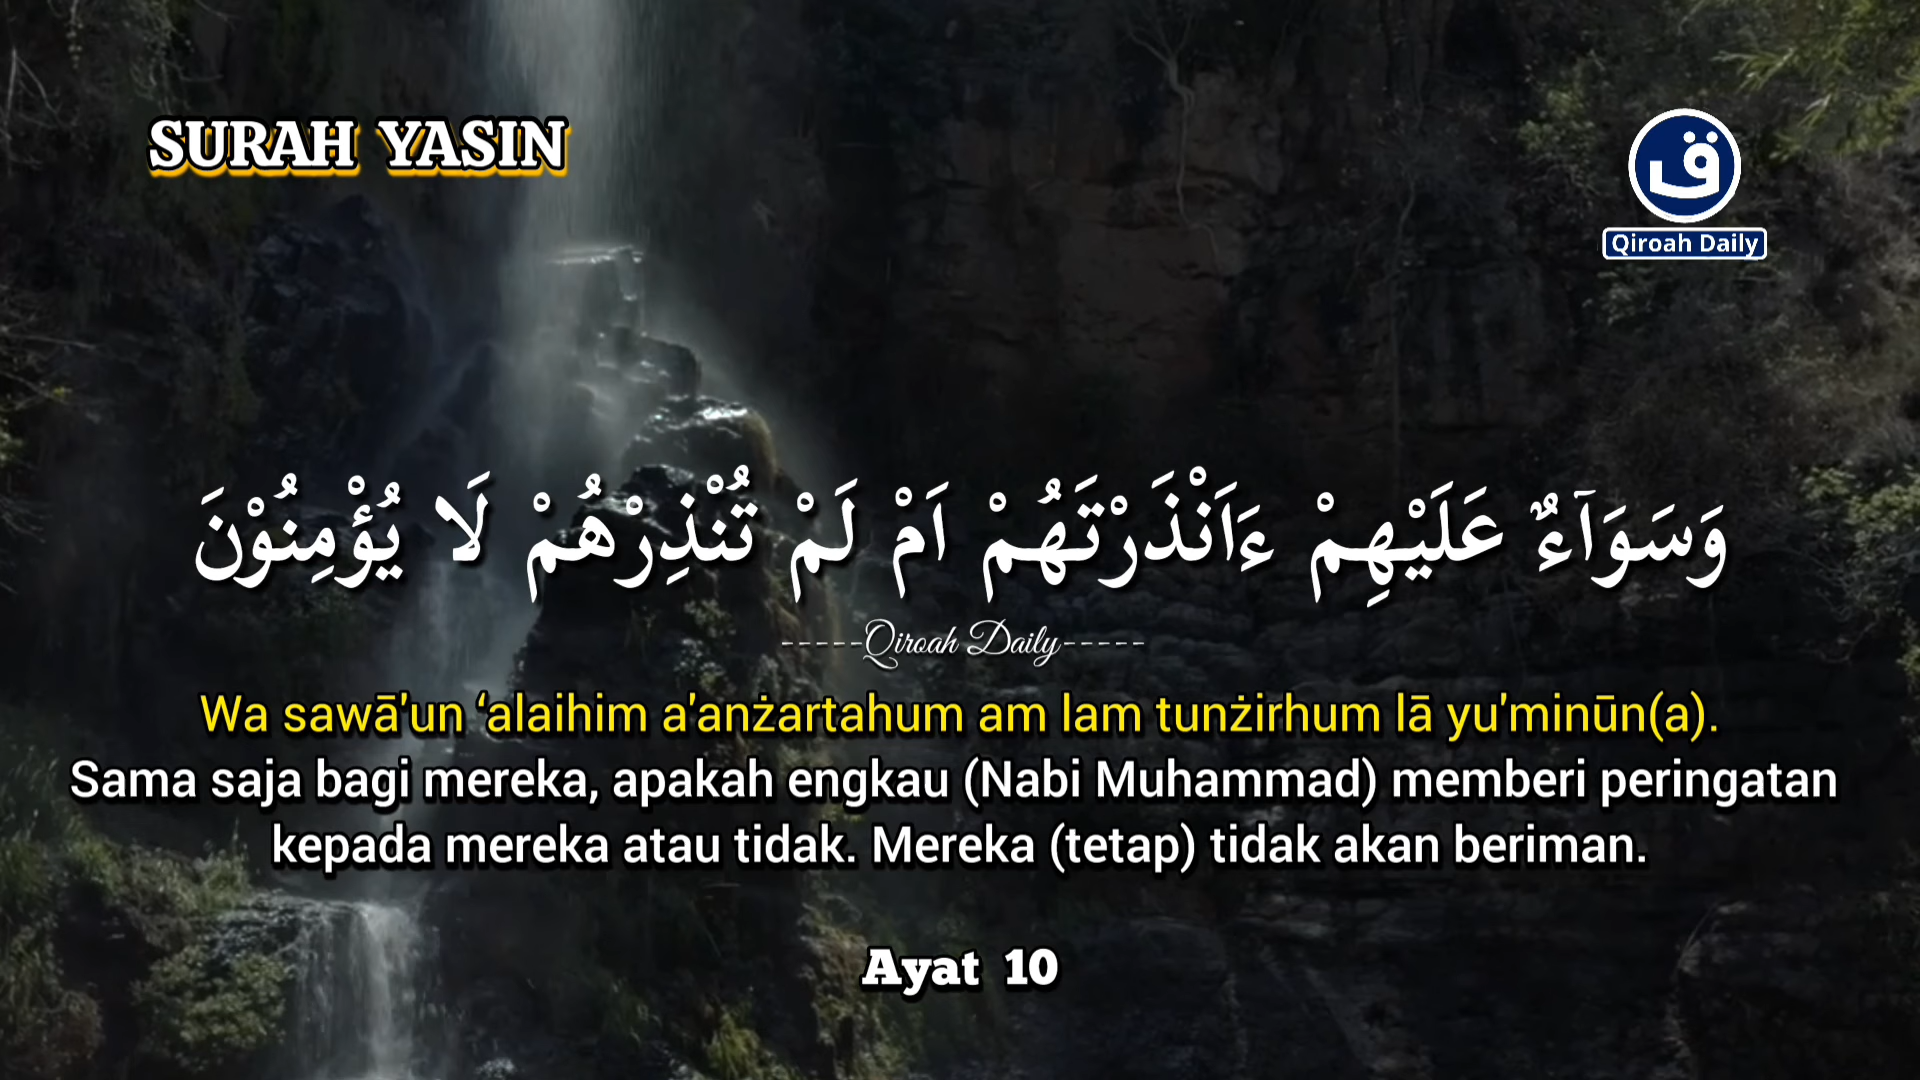 SURAH YASIN
ق
Qiroah Daily
وَسَوَآءٌ عَلَيْهِمْ ءَاَنْذَرْتَهُمْ اَمْ لَمْ تُنْذِرْهُمْ لَا يُؤْمِنُوْنَ
-----Qiroah Daily-----
Wa sawā'un ‘alaihim a'anżartahum am lam tunżirhum lā yu'minūn(a).
Sama saja bagi mereka, apakah engkau (Nabi Muhammad) memberi peringatan
kepada mereka atau tidak. Mereka (tetap) tidak akan beriman.
Ayat 10